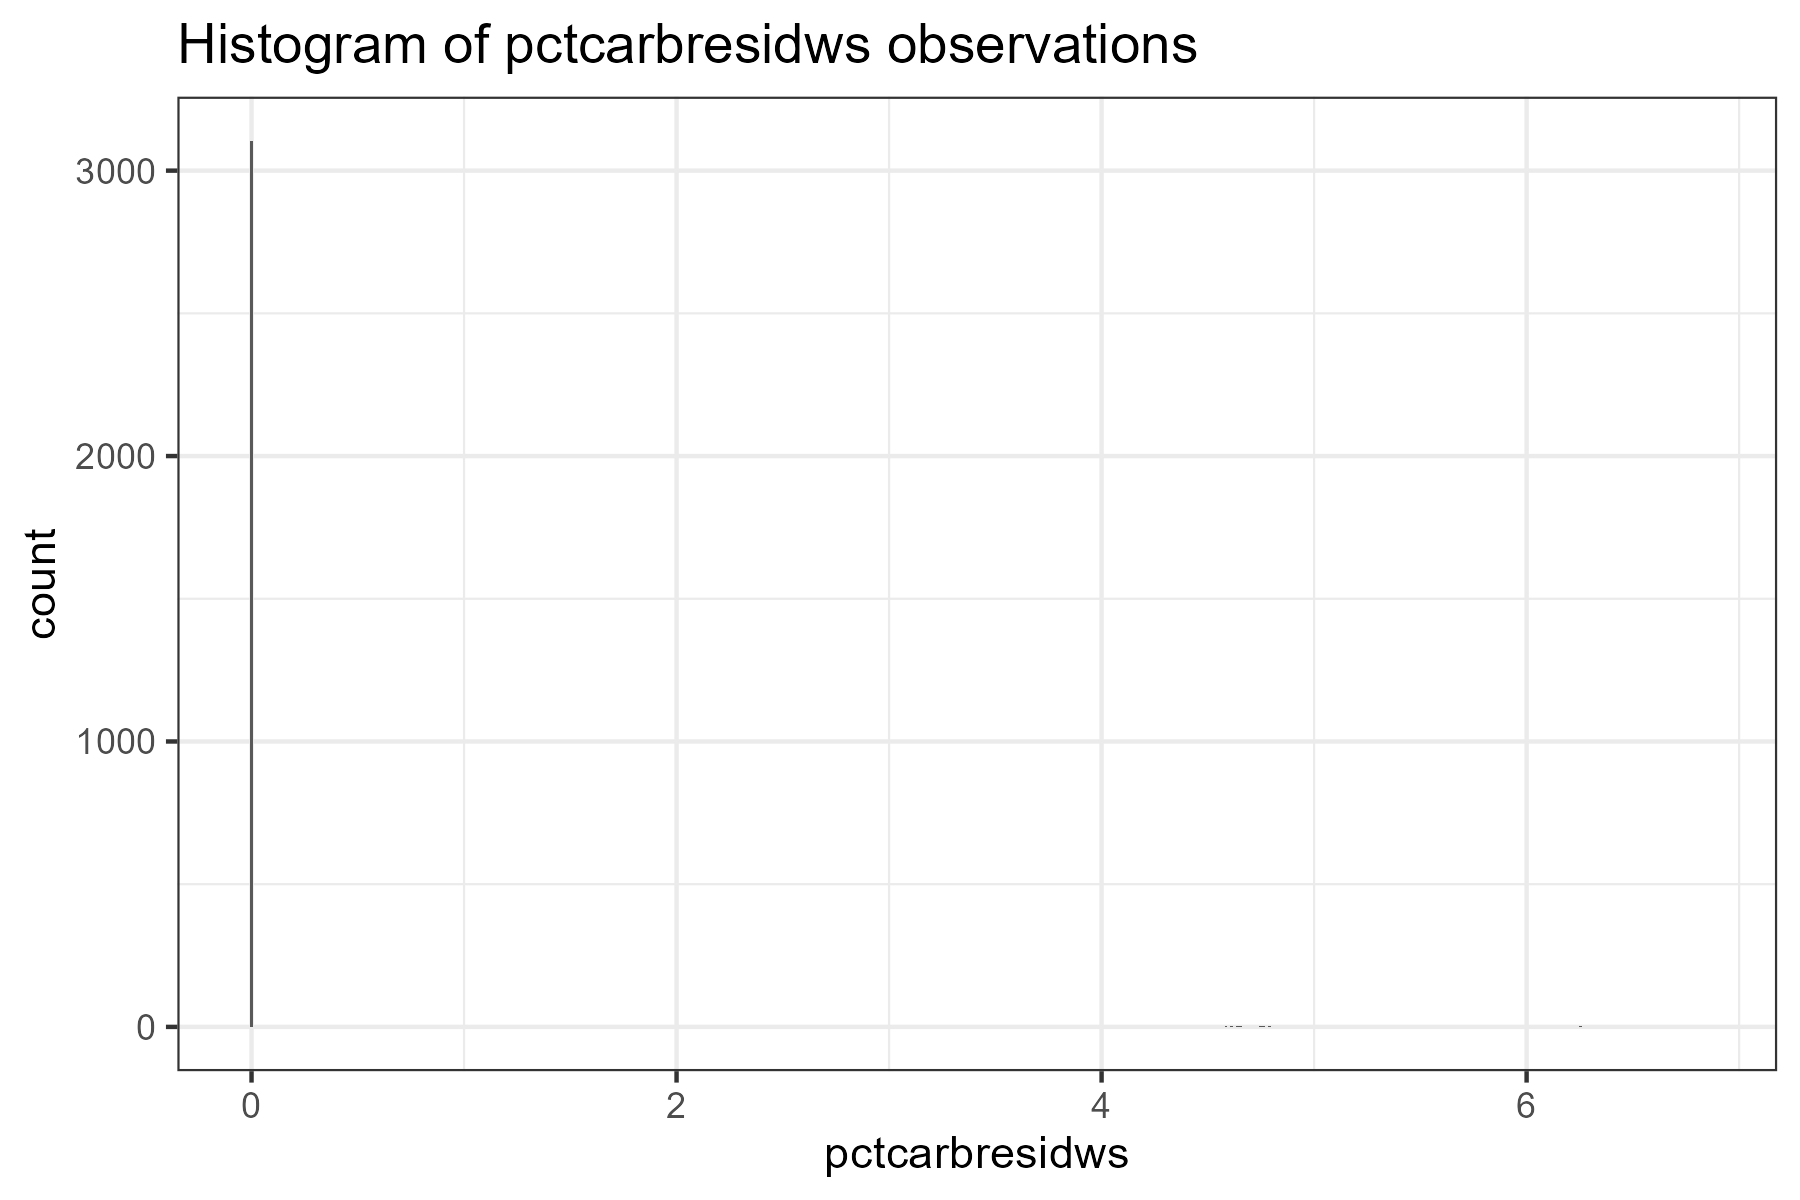 Histogram of pctcarbresidws observations
3000
2000
1000
0
count
0 2 4 6
pctcarbresidws